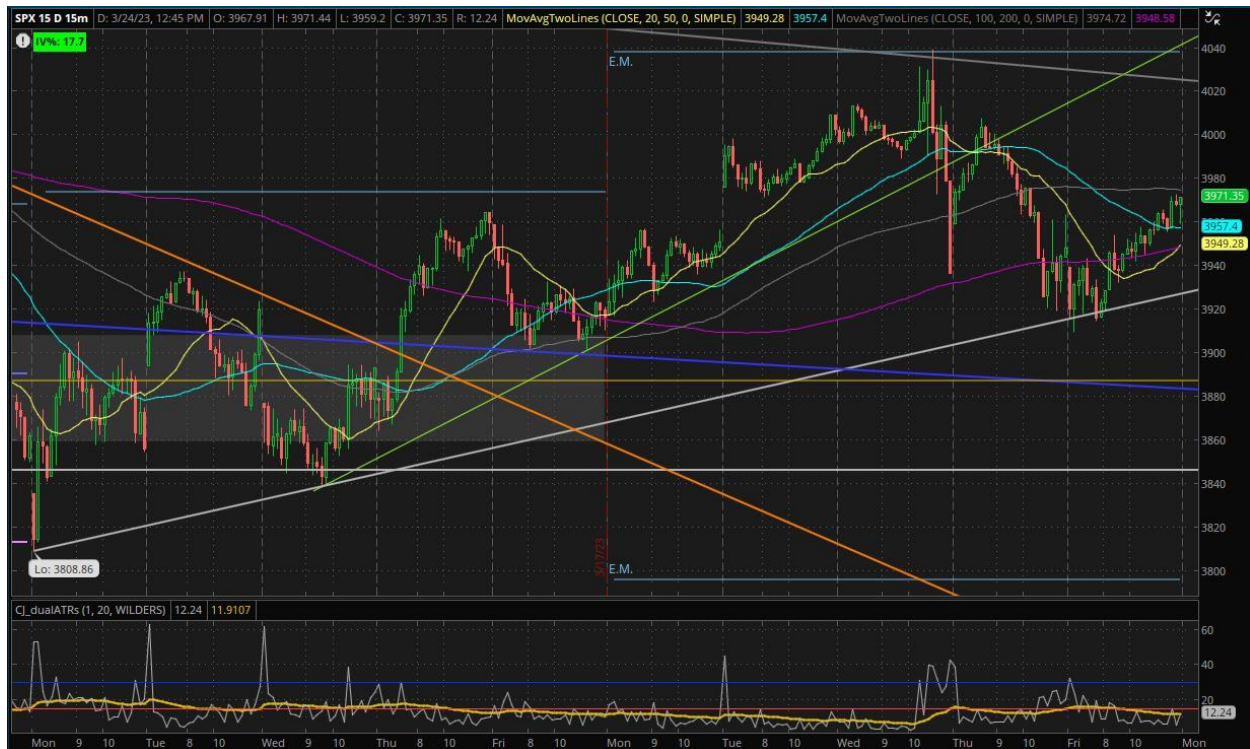 SPX 15 D 15m D: 3/24/23, 12:45 PM O: 3967.91 H: 3971.44 L: 3959.2 C: 3971.35 R: 12.24 MovAvgTwoLines (CLOSE, 20, 50, 0, SIMPLE) 3949.28 3957.4 MovAvgTwoLines (CLOSE, 100, 200, 0, SIMPLE) 3974.72 3948.58
IV%: 17.7
E.M.
4040
4020
4000
3980
3971.35
3957.4
3949.28
3940
3920
3900
3880
3860
3840
3820
3800
3/17/23
Lo: 3808.86
E.M.
CJ_dualATRs (1, 20, WILDERS) 12.24 11.9107
60
40
20
12.24
Mon 9 10 Tue 8 10 Wed 9 10 Thu 8 10 Fri 9 10 Mon 9 10 Tue 8 10 Wed 9 10 Thu 8 10 Fri 8 10 Mon